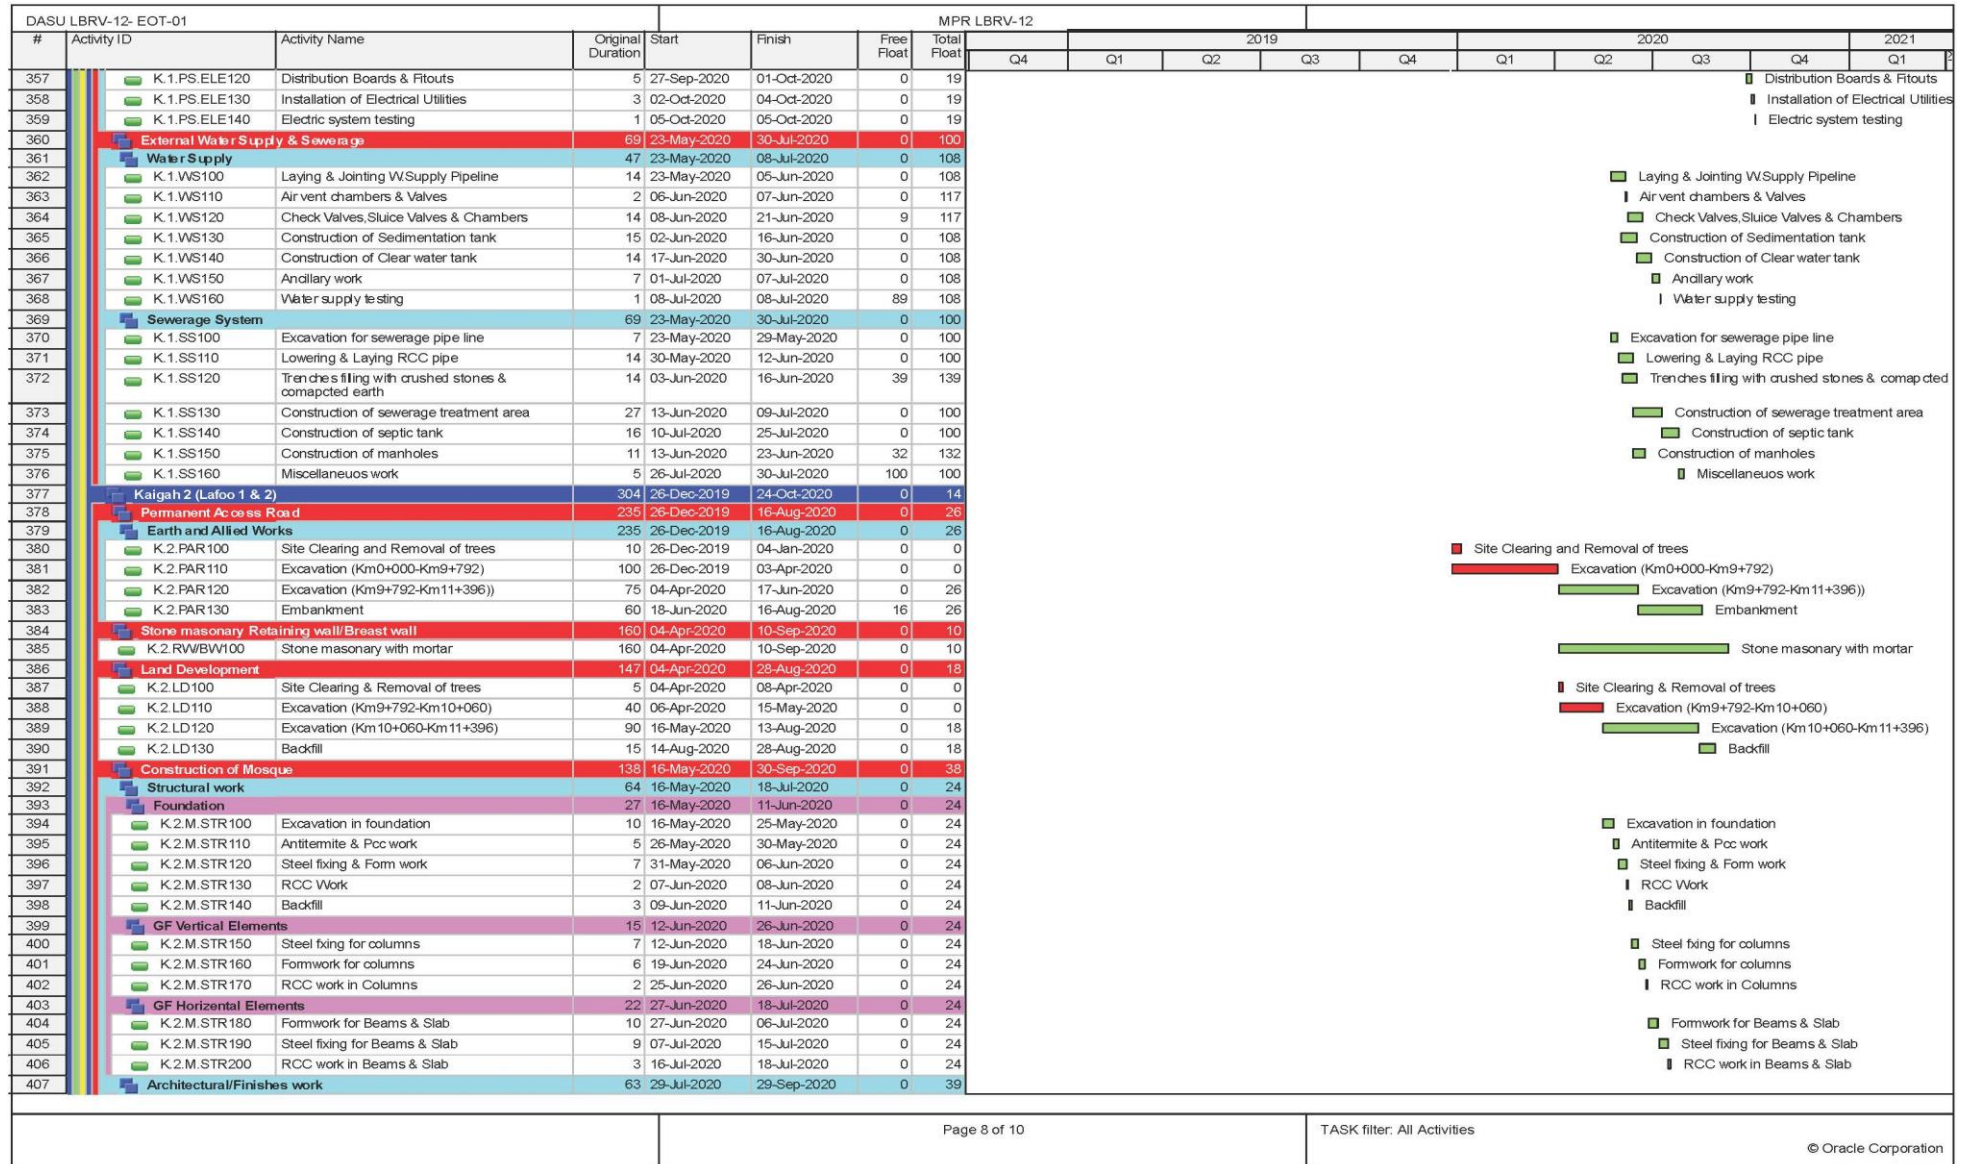 DASU LBRV-12- EOT-01 MPR LBRV-12
# Activity ID Activity Name Original Duration Start Finish Free Float Total Float 2019 2020 2021
Q4 Q1 Q2 Q3 Q4 Q1 Q2 Q3 Q4 Q1
357 K.1.PS.ELE120 Distribution Boards & Fitouts 5 27-Sep-2020 01-Oct-2020 0 19 Distribution Boards & Fitouts
358 K.1.PS.ELE130 Installation of Electrical Utilities 3 02-Oct-2020 04-Oct-2020 0 19 Installation of Electrical Utilities
359 K.1.PS.ELE140 Electric system testing 1 05-Oct-2020 05-Oct-2020 0 19 Electric system testing
360 External Water Supply & Sewerage 69 23-May-2020 30-Jul-2020 0 100
361 Water Supply 47 23-May-2020 08-Jul-2020 0 108
362 K.1.WS100 Laying & Jointing W.Supply Pipeline 14 23-May-2020 05-Jun-2020 0 108 Laying & Jointing W.Supply Pipeline
363 K.1.WS110 Air vent chambers & Valves 2 06-Jun-2020 07-Jun-2020 0 117 Air vent chambers & Valves
364 K.1.WS120 Check Valves,Sluice Valves & Chambers 14 08-Jun-2020 21-Jun-2020 9 117 Check Valves,Sluice Valves & Chambers
365 K.1.WS130 Construction of Sedimentation tank 15 02-Jun-2020 16-Jun-2020 0 108 Construction of Sedimentation tank
366 K.1.WS140 Construction of Clear water tank 14 17-Jun-2020 30-Jun-2020 0 108 Construction of Clear water tank
367 K.1.WS150 Ancillary work 7 01-Jul-2020 07-Jul-2020 0 108 Ancillary work
368 K.1.WS160 Water supply testing 1 08-Jul-2020 08-Jul-2020 89 108 Water supply testing
369 Sewerage System 69 23-May-2020 30-Jul-2020 0 100
370 K.1.SS100 Excavation for sewerage pipe line 7 23-May-2020 29-May-2020 0 100 Excavation for sewerage pipe line
371 K.1.SS110 Lowering & Laying RCC pipe 14 30-May-2020 12-Jun-2020 0 100 Lowering & Laying RCC pipe
372 K.1.SS120 Trenches filling with crushed stones & comapcted earth 14 03-Jun-2020 16-Jun-2020 39 139 Trenches filling with crushed stones & comapcted
373 K.1.SS130 Construction of sewerage treatment area 27 13-Jun-2020 09-Jul-2020 0 100 Construction of sewerage treatment area
374 K.1.SS140 Construction of septic tank 16 10-Jul-2020 25-Jul-2020 0 100 Construction of septic tank
375 K.1.SS150 Construction of manholes 11 13-Jun-2020 23-Jun-2020 32 132 Construction of manholes
376 K.1.SS160 Miscellaneuos work 5 26-Jul-2020 30-Jul-2020 100 100 Miscellaneuos work
377 Kaigah 2 (Lafoo 1 & 2) 304 26-Dec-2019 24-Oct-2020 0 14
378 Permanent Access Road 235 26-Dec-2019 16-Aug-2020 0 26
379 Earth and Allied Works 235 26-Dec-2019 16-Aug-2020 0 26
380 K.2.PAR100 Site Clearing and Removal of trees 10 26-Dec-2019 04-Jan-2020 0 0 Site Clearing and Removal of trees
381 K.2.PAR110 Excavation (Km0+000-Km9+792) 100 26-Dec-2019 03-Apr-2020 0 0 Excavation (Km0+000-Km9+792)
382 K.2.PAR120 Excavation (Km9+792-Km11+396)) 75 04-Apr-2020 17-Jun-2020 0 26 Excavation (Km9+792-Km11+396))
383 K.2.PAR130 Embankment 60 18-Jun-2020 16-Aug-2020 16 26 Embankment
384 Stone masonary Retaining wall/Breast wall 160 04-Apr-2020 10-Sep-2020 0 10
385 K.2.RW/BW100 Stone masonary with mortar 160 04-Apr-2020 10-Sep-2020 0 10 Stone masonary with mortar
386 Land Development 147 04-Apr-2020 28-Aug-2020 0 18
387 K.2.LD100 Site Clearing & Removal of trees 5 04-Apr-2020 08-Apr-2020 0 0 Site Clearing & Removal of trees
388 K.2.LD110 Excavation (Km9+792-Km10+060) 40 06-Apr-2020 15-May-2020 0 0 Excavation (Km9+792-Km10+060)
389 K.2.LD120 Excavation (Km10+060-Km11+396) 90 16-May-2020 13-Aug-2020 0 18 Excavation (Km10+060-Km11+396)
390 K.2.LD130 Backfill 15 14-Aug-2020 28-Aug-2020 0 18 Backfill
391 Construction of Mosque 138 16-May-2020 30-Sep-2020 0 38
392 Structural work 64 16-May-2020 18-Jul-2020 0 24
393 Foundation 27 16-May-2020 11-Jun-2020 0 24
394 K.2.M.STR100 Excavation in foundation 10 16-May-2020 25-May-2020 0 24 Excavation in foundation
395 K.2.M.STR110 Antitermite & Pcc work 5 26-May-2020 30-May-2020 0 24 Antitermite & Pcc work
396 K.2.M.STR120 Steel fixing & Form work 7 31-May-2020 06-Jun-2020 0 24 Steel fixing & Form work
397 K.2.M.STR130 RCC Work 2 07-Jun-2020 08-Jun-2020 0 24 RCC Work
398 K.2.M.STR140 Backfill 3 09-Jun-2020 11-Jun-2020 0 24 Backfill
399 GF Vertical Elements 15 12-Jun-2020 26-Jun-2020 0 24
400 K.2.M.STR150 Steel fxing for columns 7 12-Jun-2020 18-Jun-2020 0 24 Steel fxing for columns
401 K.2.M.STR160 Formwork for columns 6 19-Jun-2020 24-Jun-2020 0 24 Formwork for columns
402 K.2.M.STR170 RCC work in Columns 2 25-Jun-2020 26-Jun-2020 0 24 RCC work in Columns
403 GF Horizental Elements 22 27-Jun-2020 18-Jul-2020 0 24
404 K.2.M.STR180 Formwork for Beams & Slab 10 27-Jun-2020 06-Jul-2020 0 24 Formwork for Beams & Slab
405 K.2.M.STR190 Steel fixing for Beams & Slab 9 07-Jul-2020 15-Jul-2020 0 24 Steel fixing for Beams & Slab
406 K.2.M.STR200 RCC work in Beams & Slab 3 16-Jul-2020 18-Jul-2020 0 24 RCC work in Beams & Slab
407 Architectural/Finishes work 63 29-Jul-2020 29-Sep-2020 0 39
Page 8 of 10 TASK filter: All Activities
© Oracle Corporation